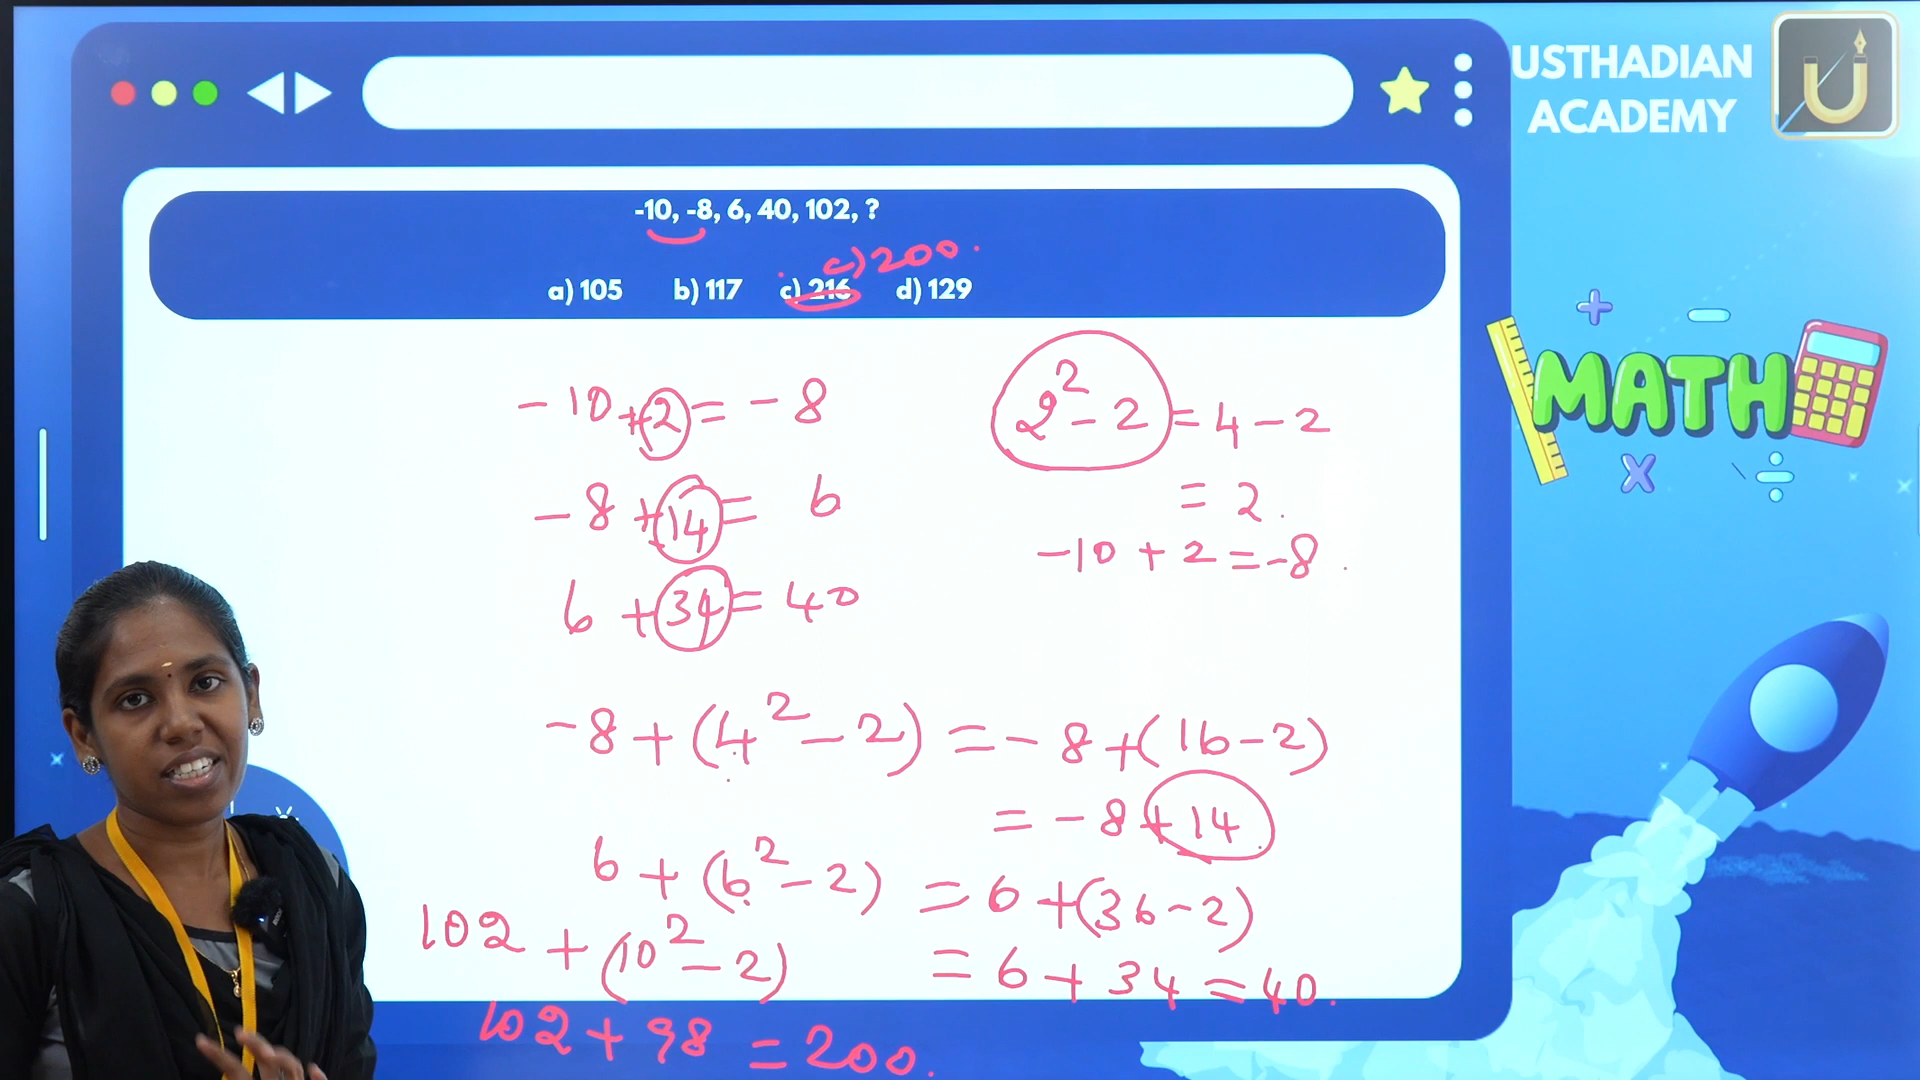 USTHADIAN
ACADEMY
-10, -8, 6, 40, 102, ?
c) 200.
a) 105 b) 117 c) 216 d) 129
-10 +2 = -8
-8 +14 = 6
6 +34 = 40
2² - 2 = 4 - 2
= 2.
-10 + 2 = -8.
MATH
-8 + (4² - 2) = -8 + (16 - 2)
= -8 + 14
6 + (6² - 2) = 6 + (36 - 2)
= 6 + 34 = 40.
102 + (10² - 2)
102 + 98 = 200.